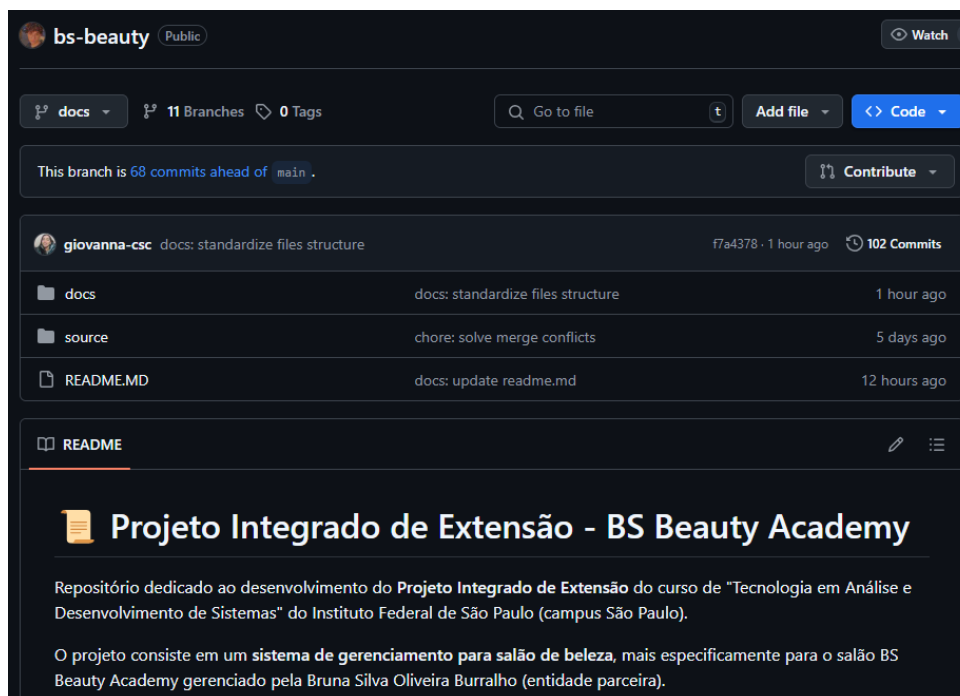 bs-beauty Public Watch
docs 11 Branches 0 Tags Go to file t Add file Code
This branch is 68 commits ahead of main . Contribute
giovanna-csc docs: standardize files structure f7a4378 · 1 hour ago 102 Commits
docs docs: standardize files structure 1 hour ago
source chore: solve merge conflicts 5 days ago
README.MD docs: update readme.md 12 hours ago
README
Projeto Integrado de Extensão - BS Beauty Academy
Repositório dedicado ao desenvolvimento do Projeto Integrado de Extensão do curso de "Tecnologia em Análise e
Desenvolvimento de Sistemas" do Instituto Federal de São Paulo (campus São Paulo).
O projeto consiste em um sistema de gerenciamento para salão de beleza, mais especificamente para o salão BS
Beauty Academy gerenciado pela Bruna Silva Oliveira Burralho (entidade parceira).